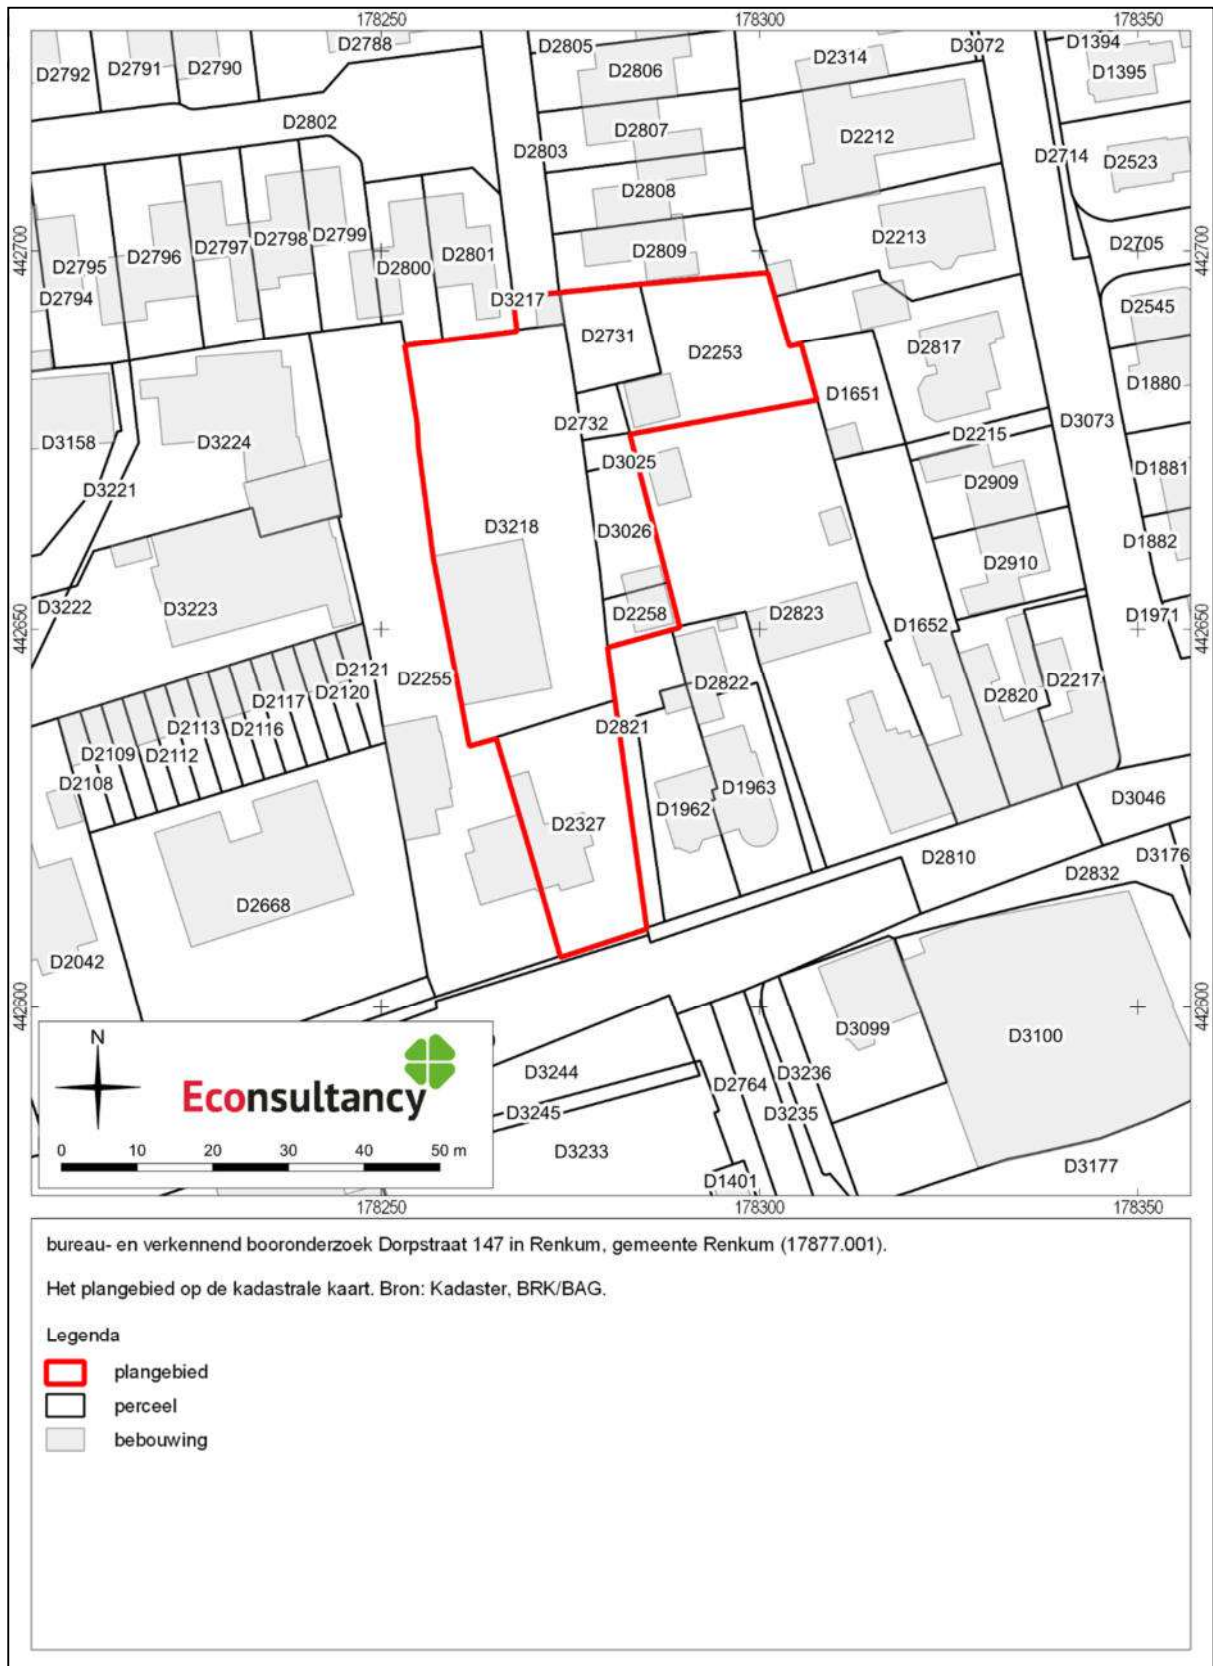 178250 178300 178350
D2792 D2791 D2790 D2788 D2805 D2806 D2314 D3072 D1394 D1395
D2802 D2803 D2807 D2212 D2714 D2523
D2808
D2795 D2796 D2797 D2798 D2799 D2800 D2801 D2809 D2213 D2705
442700 442700
D2794 D3217 D2545
D2731 D2253 D2817
D1651 D1880
D3158 D3224 D2732 D2215 D3073
D3221 D3025 D2909 D1881
D3218 D3026
D2910 D1882
D3222 D3223 D2258 D2823 D1652 D1971
442650 442650
D2121 D2255 D2822 D2820 D2217
D2120
D2117
D2116
D2113
D2112
D2109
D2108
D2821
D2327 D1962 D1963 D3046
D2810 D2832 D3176
D2668
D2042
442600 442600
D3099 D3100
D3244 D2764 D3236
D3245 D3235
D3233 D3177
D1401
N
Econsultancy
0 10 20 30 40 50 m
178250 178300 178350
bureau- en verkennend booronderzoek Dorpstraat 147 in Renkum, gemeente Renkum (17877.001).
Het plangebied op de kadastrale kaart. Bron: Kadaster, BRK/BAG.
Legenda
plangebied
perceel
bebouwing